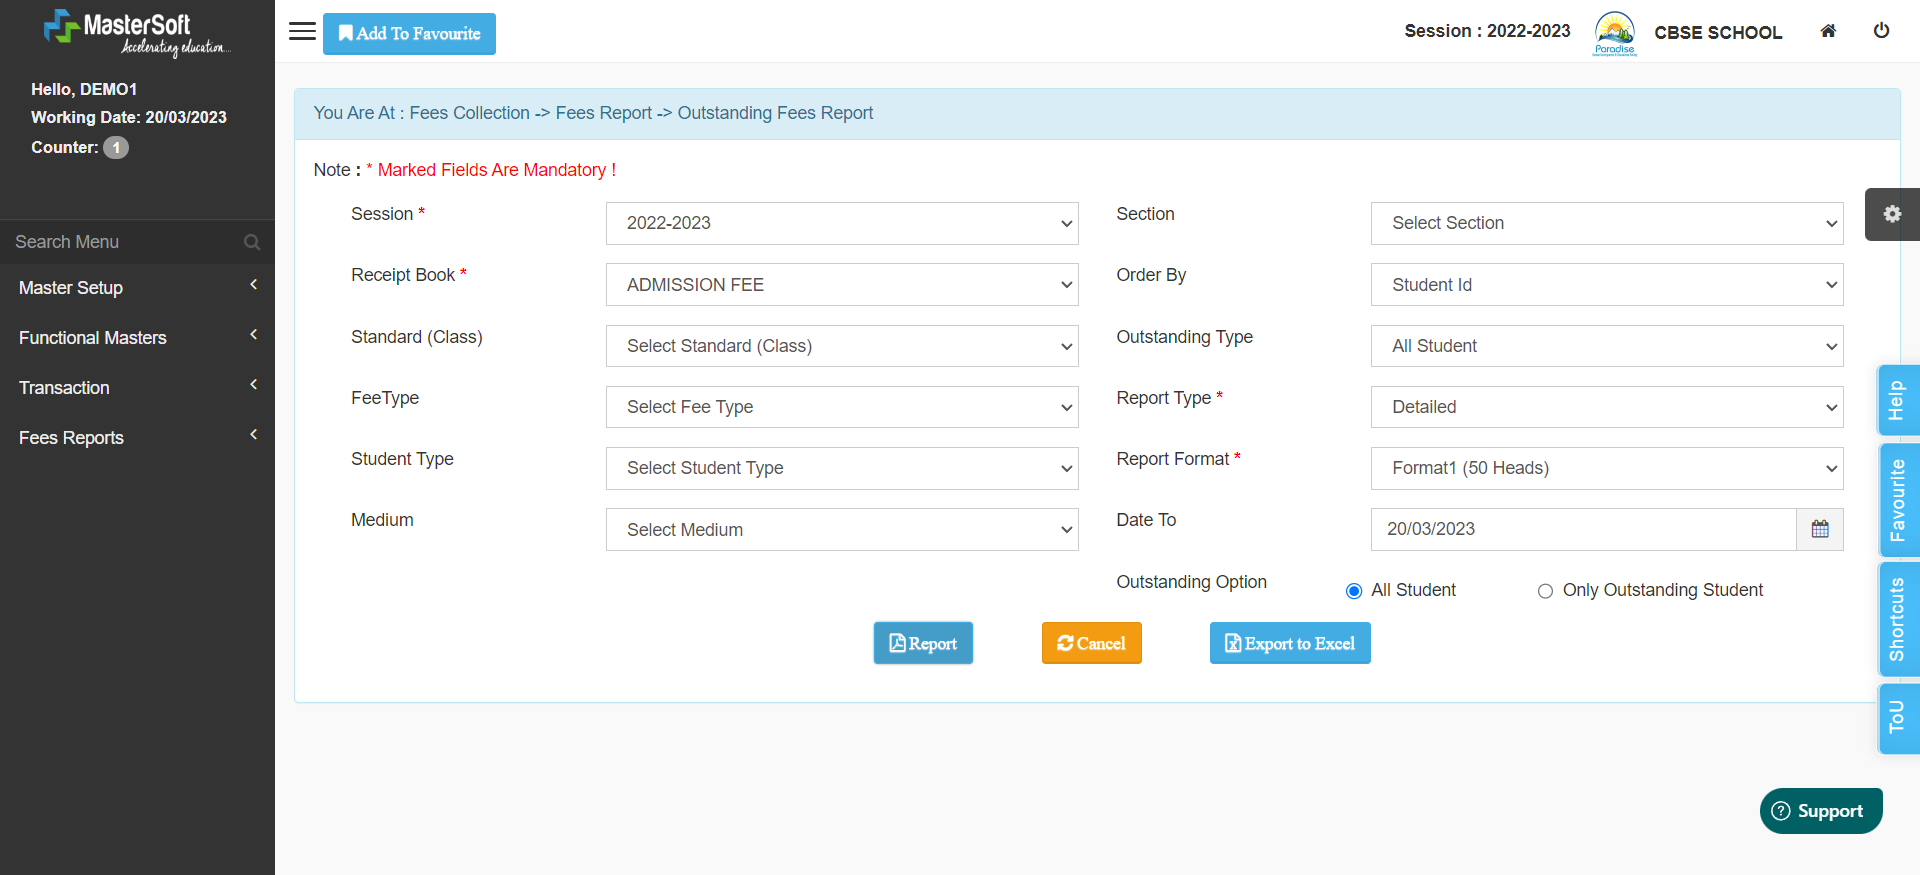 MasterSoft
Accelerating education...
Hello, DEMO1
Working Date: 20/03/2023
Counter: 1
Search Menu
Master Setup
Functional Masters
Transaction
Fees Reports
Add To Favourite
Session : 2022-2023
Paradise
CBSE SCHOOL
You Are At : Fees Collection -> Fees Report -> Outstanding Fees Report
Note : * Marked Fields Are Mandatory !
Session * 2022-2023
Section Select Section
Receipt Book * ADMISSION FEE
Order By Student Id
Standard (Class) Select Standard (Class)
Outstanding Type All Student
FeeType Select Fee Type
Report Type * Detailed
Student Type Select Student Type
Report Format * Format1 (50 Heads)
Medium Select Medium
Date To 20/03/2023
Outstanding Option All Student Only Outstanding Student
Report Cancel Export to Excel
Help
Favourite
Shortcuts
ToU
Support